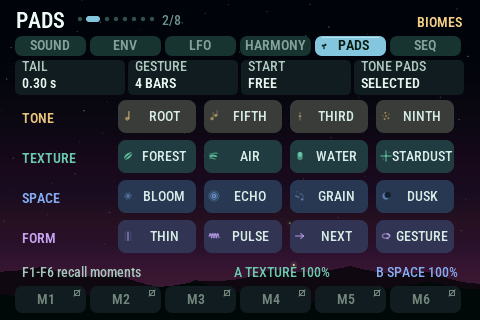 PADS 2/8 BIOMES
SOUND ENV LFO HARMONY PADS SEQ
TAIL GESTURE START TONE PADS
0.30 s 4 BARS FREE SELECTED
TONE ROOT FIFTH THIRD NINTH
TEXTURE FOREST AIR WATER STARDUST
SPACE BLOOM ECHO GRAIN DUSK
FORM THIN PULSE NEXT GESTURE
F1-F6 recall moments A TEXTURE 100% B SPACE 100%
M1 M2 M3 M4 M5 M6